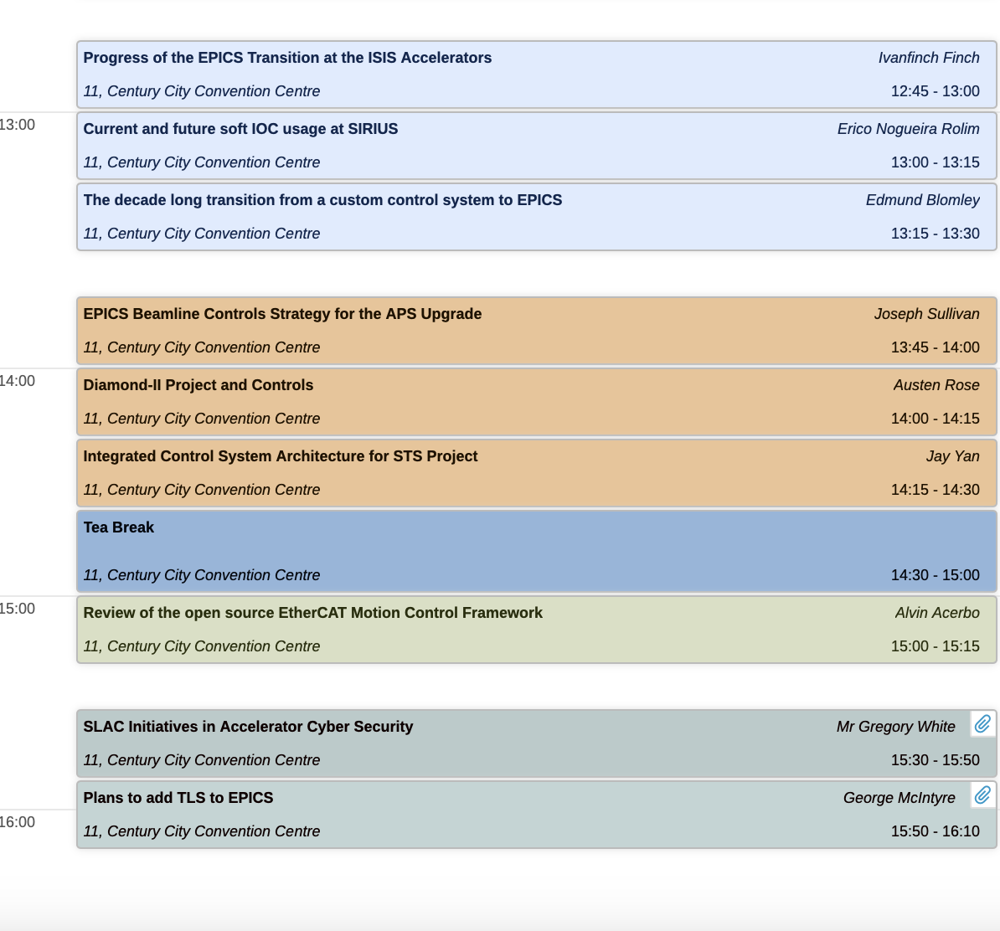 Progress of the EPICS Transition at the ISIS Accelerators Ivanfinch Finch
11, Century City Convention Centre 12:45 - 13:00
13:00
Current and future soft IOC usage at SIRIUS Erico Nogueira Rolim
11, Century City Convention Centre 13:00 - 13:15
The decade long transition from a custom control system to EPICS Edmund Blomley
11, Century City Convention Centre 13:15 - 13:30
EPICS Beamline Controls Strategy for the APS Upgrade Joseph Sullivan
11, Century City Convention Centre 13:45 - 14:00
14:00
Diamond-II Project and Controls Austen Rose
11, Century City Convention Centre 14:00 - 14:15
Integrated Control System Architecture for STS Project Jay Yan
11, Century City Convention Centre 14:15 - 14:30
Tea Break
11, Century City Convention Centre 14:30 - 15:00
15:00
Review of the open source EtherCAT Motion Control Framework Alvin Acerbo
11, Century City Convention Centre 15:00 - 15:15
SLAC Initiatives in Accelerator Cyber Security Mr Gregory White
11, Century City Convention Centre 15:30 - 15:50
Plans to add TLS to EPICS George McIntyre
16:00
11, Century City Convention Centre 15:50 - 16:10